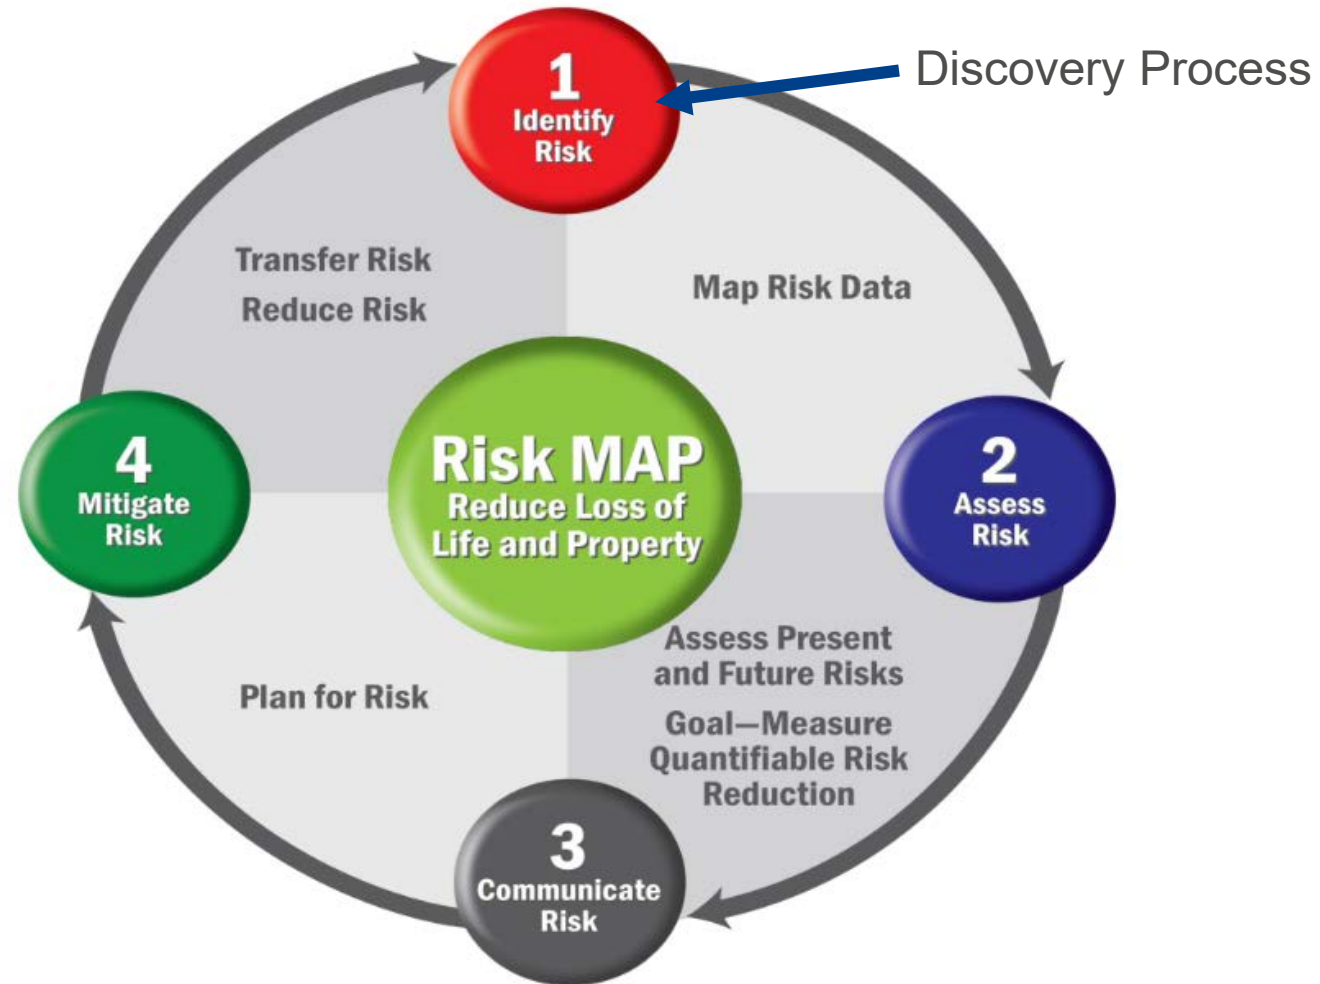 1
Identify
Risk
Discovery Process
Transfer Risk
Reduce Risk
Map Risk Data
Risk MAP
Reduce Loss of
Life and Property
4
Mitigate
Risk
2
Assess
Risk
Plan for Risk
Assess Present
and Future Risks
Goal—Measure
Quantifiable Risk
Reduction
3
Communicate
Risk